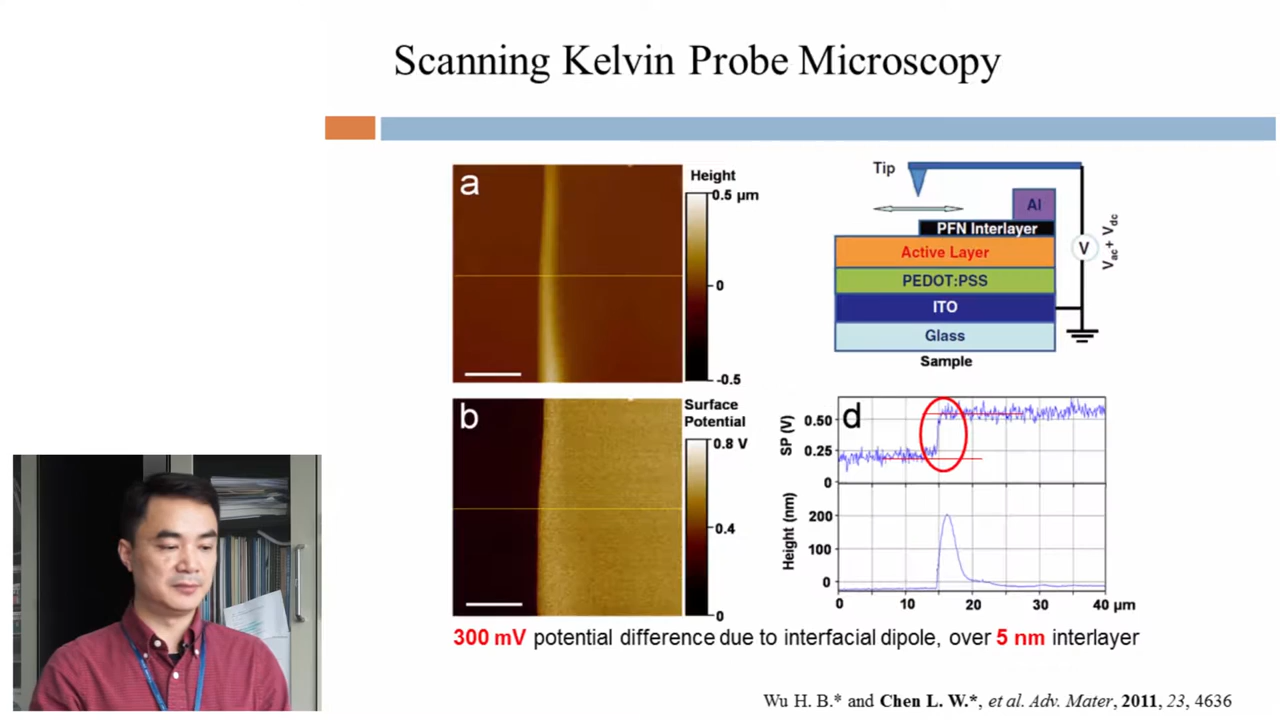 Scanning Kelvin Probe Microscopy
a
Height
0.5 µm
0
-0.5
Tip
Al
PFN Interlayer
Active Layer
PEDOT:PSS
ITO
Glass
Sample
V
Vac+ Vdc
b
Surface
Potential
0.8 V
0.4
0
d
SP (V)
0.50
0.25
0
Height (nm)
200
100
0
0 10 20 30 40 µm
300 mV potential difference due to interfacial dipole, over 5 nm interlayer
Wu H. B.* and Chen L. W.*, et al. Adv. Mater, 2011, 23, 4636